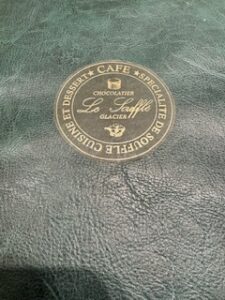 ★ CAFE ★
SPECIALITE DE SOUFFLE CUISINE ET DESSERT
CHOCOLATIER
Le Soufflé
GLACIER